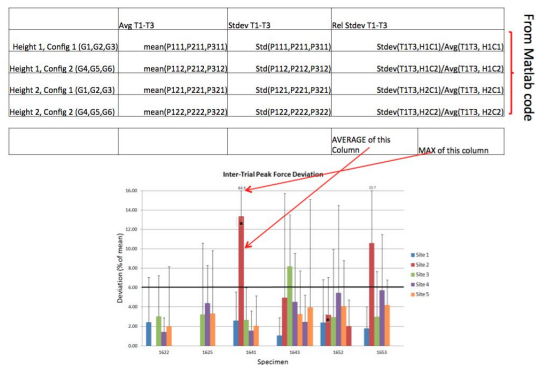 Avg T1-T3 Stdev T1-T3 Rel Stdev T1-T3
Height 1, Config 1 (G1,G2,G3) mean(P111,P211,P311) Std(P111,P211,P311) Stdev(T1T3,H1C1)/Avg(T1T3, H1C1)
Height 1, Config 2 (G4,G5,G6) mean(P112,P212,P312) Std(P112,P212,P312) Stdev(T1T3,H1C2)/Avg(T1T3, H1C2)
Height 2, Config 1 (G1,G2,G3) mean(P121,P221,P321) Std(P121,P221,P321) Stdev(T1T3,H2C1)/Avg(T1T3, H2C1)
Height 2, Config 2 (G4,G5,G6) mean(P122,P222,P322) Std(P122,P222,P322) Stdev(T1T3,H2C2)/Avg(T1T3, H2C2)
From Matlab code
AVERAGE of this
Column
MAX of this column
Inter-Trial Peak Force Deviation
Deviation (% of mean)
16.00
14.00
12.00
10.00
8.00
6.00
4.00
2.00
0.00
Site 1
Site 2
Site 3
Site 4
Site 5
1622 1625 1641 1643 1652 1653
Specimen